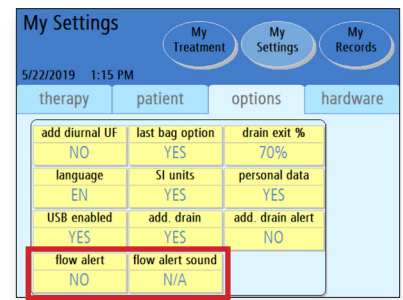 My Settings
My Treatment
My Settings
My Records
5/22/2019 1:15 PM
therapy patient options hardware
add diurnal UF last bag option drain exit %
NO YES 70%
language SI units personal data
EN YES YES
USB enabled add. drain add. drain alert
YES YES NO
flow alert flow alert sound
NO N/A